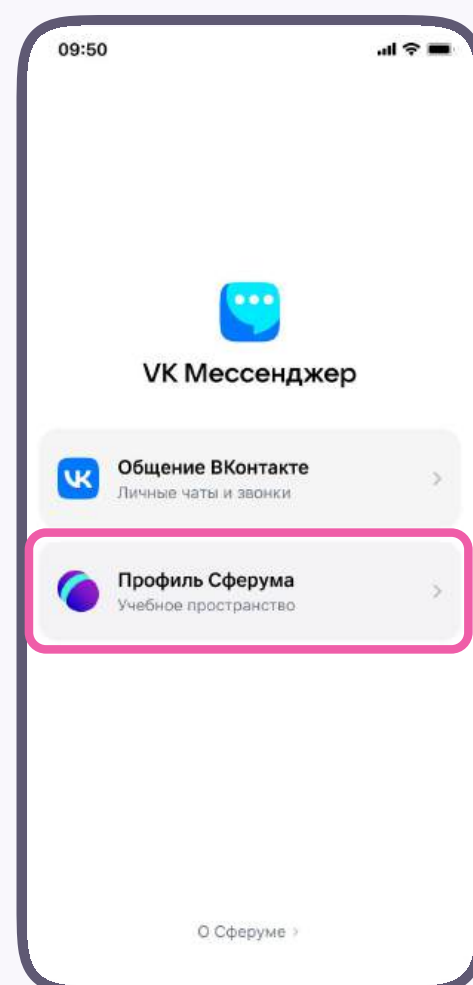 09:50
VK Мессенджер
Общение ВКонтакте
Личные чаты и звонки
Профиль Сферума
Учебное пространство
О Сферуме